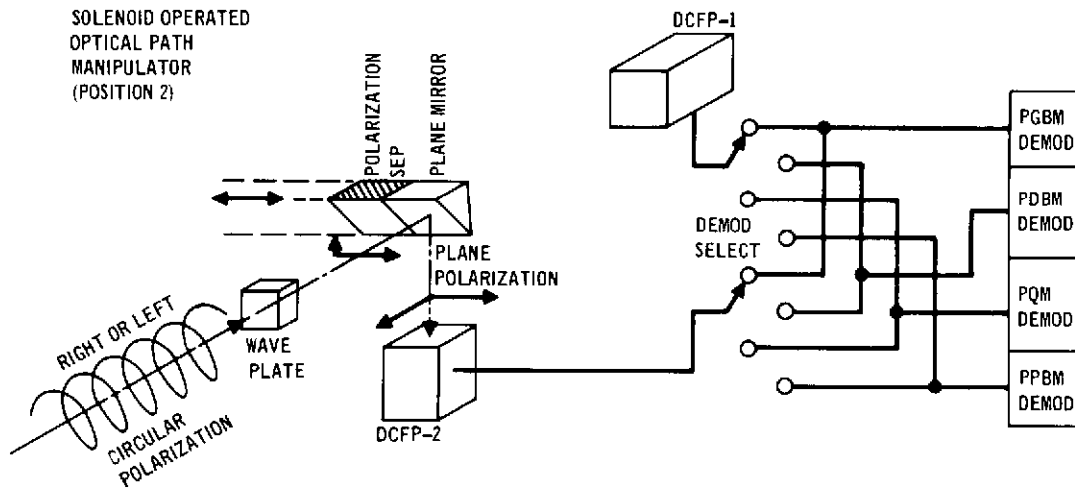 SOLENOID OPERATED
OPTICAL PATH
MANIPULATOR
(POSITION 2)
DCFP-1
POLARIZATION
SEP
PLANE MIRROR
PGBM
DEMOD
PDBM
DEMOD
DEMOD
SELECT
PLANE
POLARIZATION
PQM
DEMOD
RIGHT OR LEFT
WAVE
PLATE
CIRCULAR
POLARIZATION
PPBM
DEMOD
DCFP-2